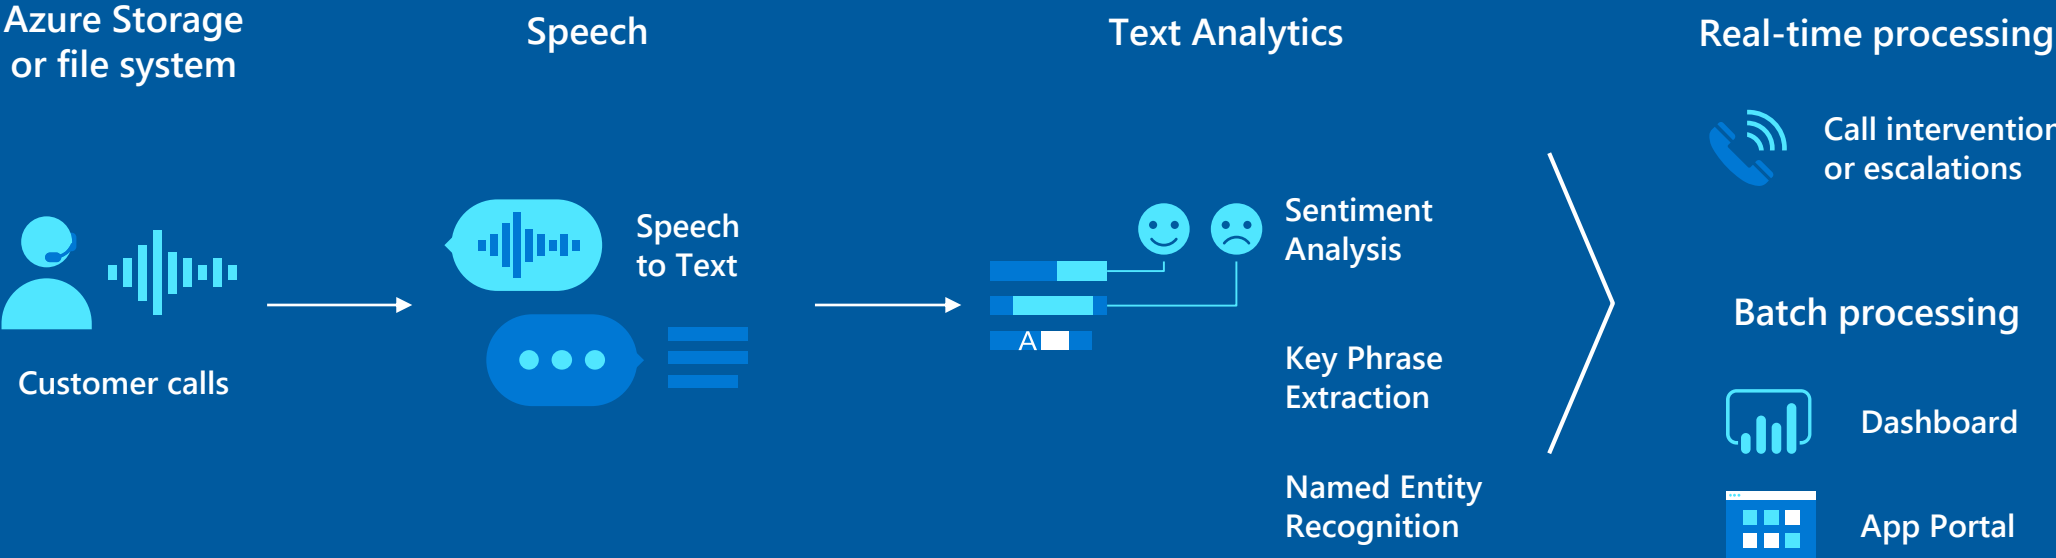 Azure Storage
or file system
Customer calls
Speech
Speech
to Text
Text Analytics
A
Sentiment
Analysis
Key Phrase
Extraction
Named Entity
Recognition
Real-time processing
Call intervention
or escalations
Batch processing
Dashboard
App Portal